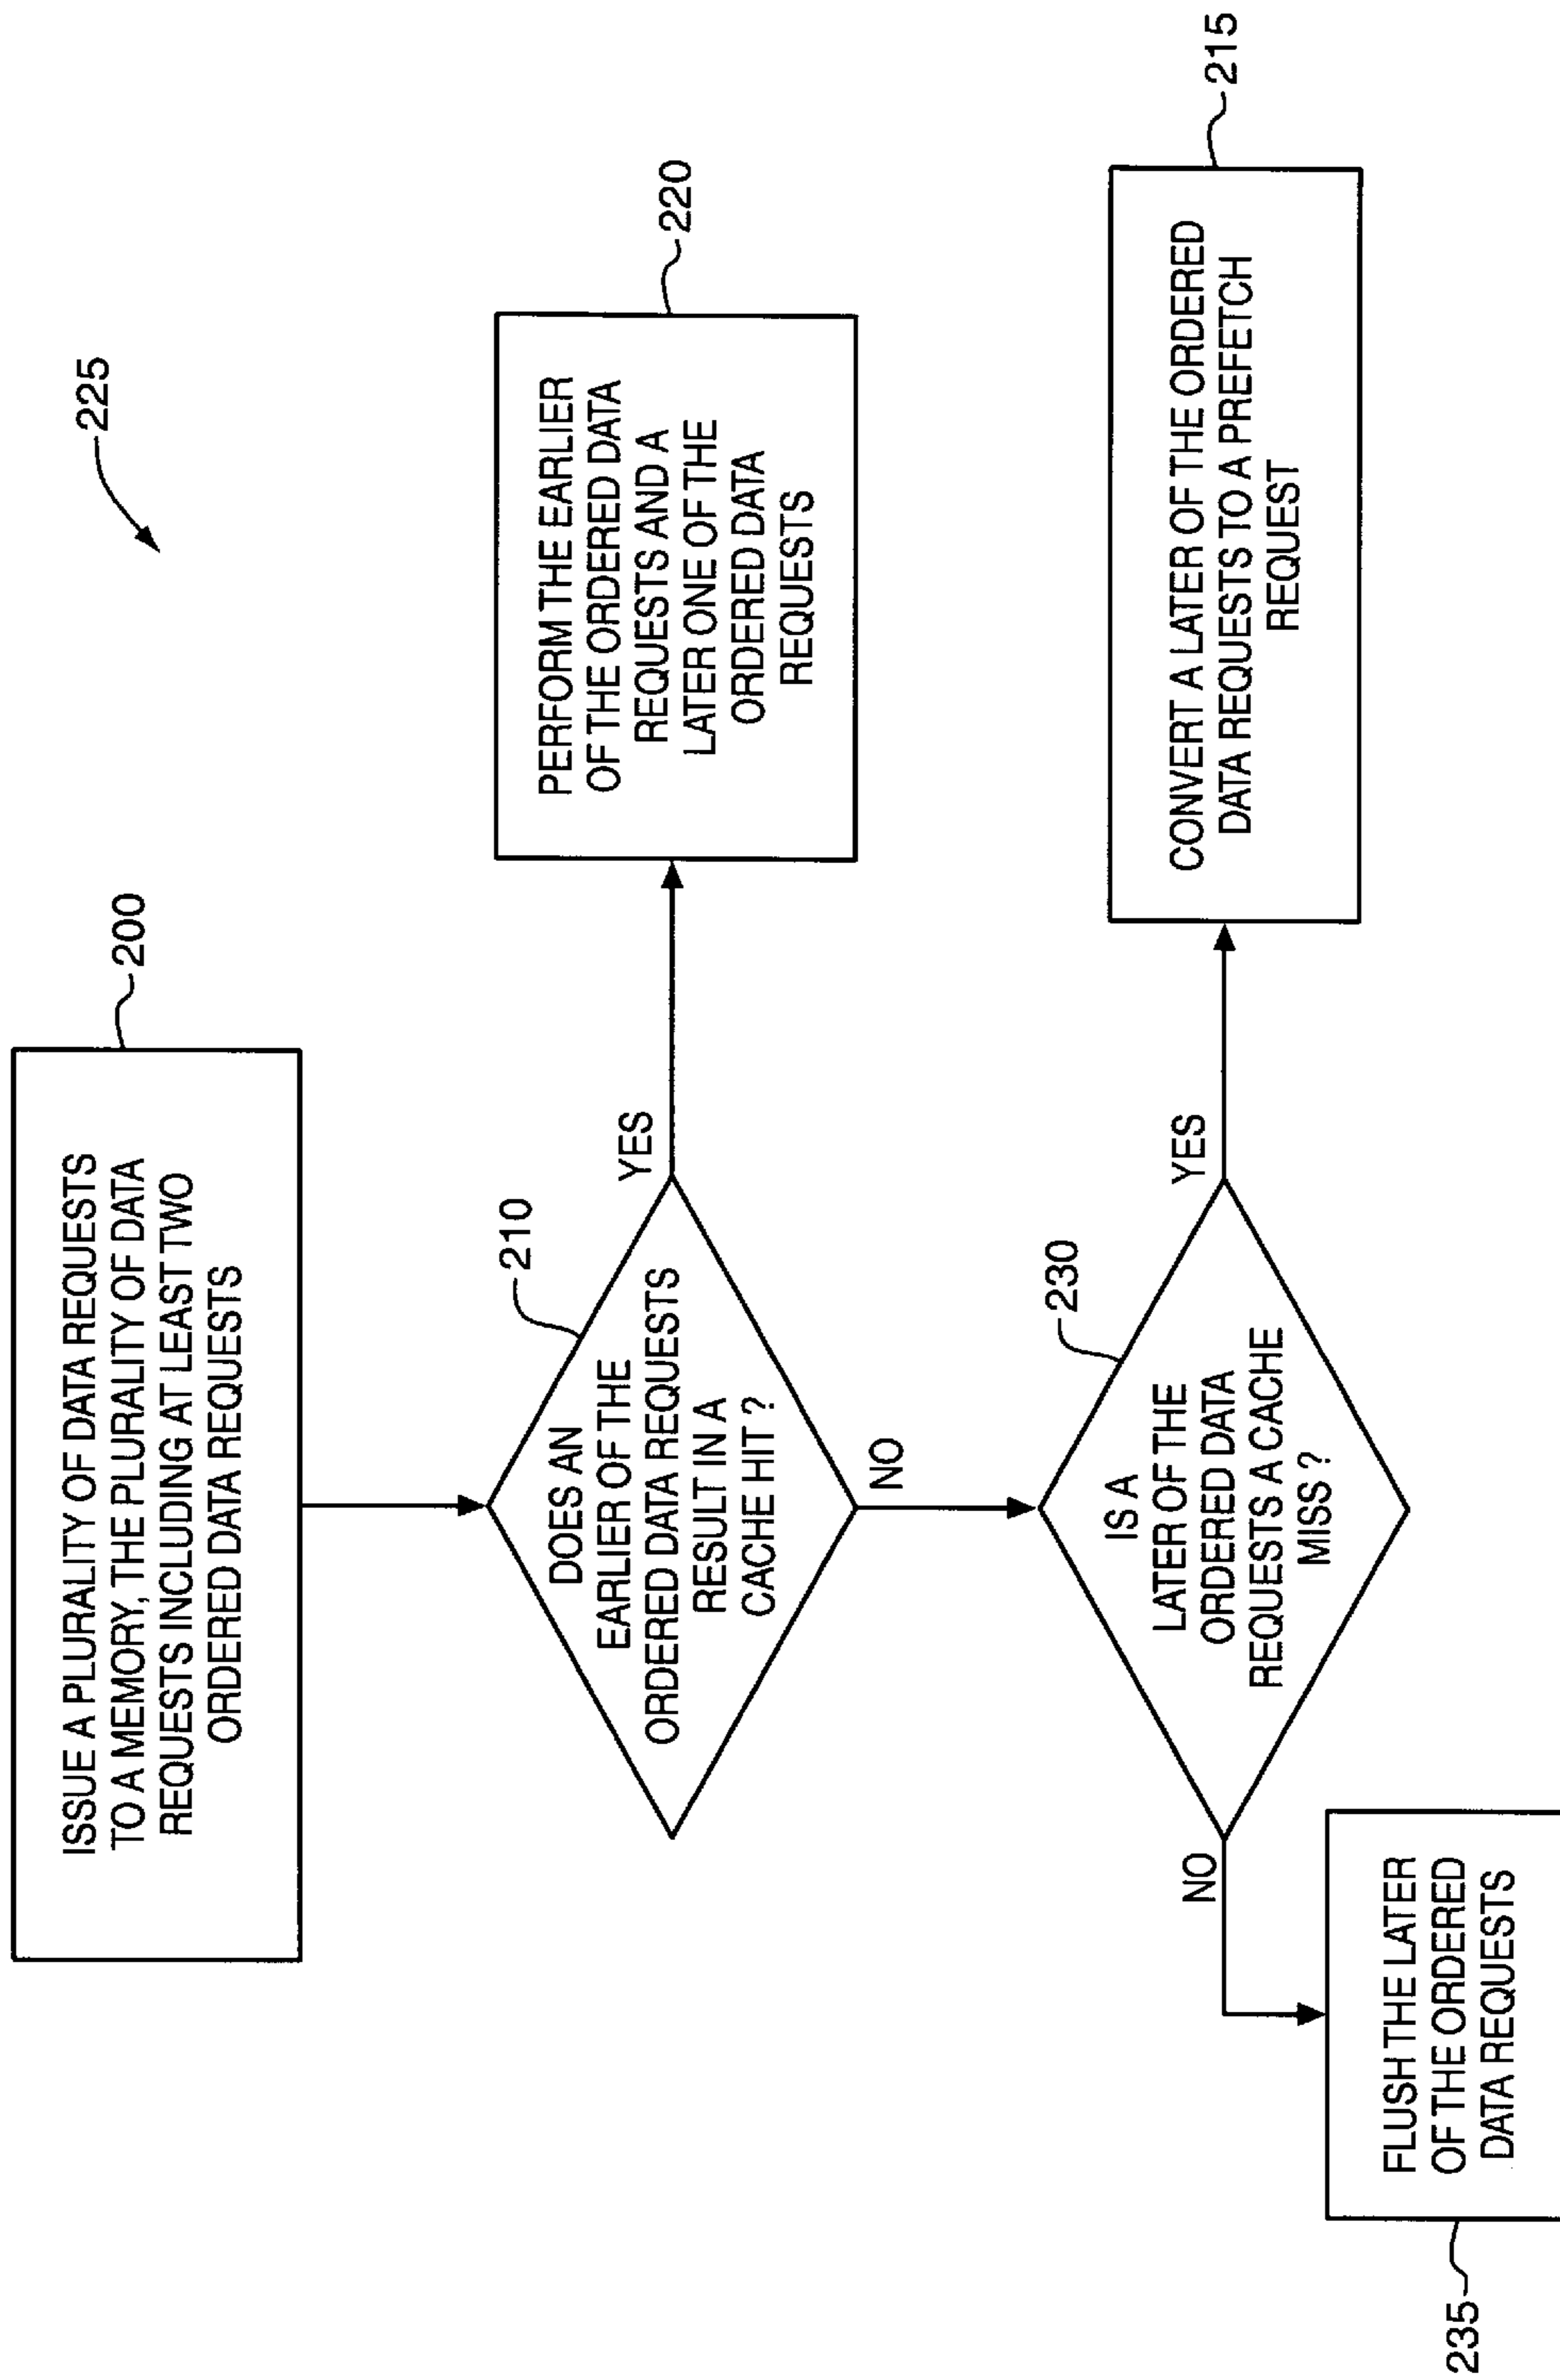 225
200
ISSUE A PLURALITY OF DATA REQUESTS
TO A MEMORY, THE PLURALITY OF DATA
REQUESTS INCLUDING AT LEAST TWO
ORDERED DATA REQUESTS
210
DOES AN
EARLIER OF THE
ORDERED DATA REQUESTS
RESULT IN A
CACHE HIT ?
YES
220
PERFORM THE EARLIER
OF THE ORDERED DATA
REQUESTS AND A
LATER ONE OF THE
ORDERED DATA
REQUESTS
NO
230
IS A
LATER OF THE
ORDERED DATA
REQUESTS A CACHE
MISS ?
YES
215
CONVERT A LATER OF THE ORDERED
DATA REQUESTS TO A PREFETCH
REQUEST
NO
FLUSH THE LATER
OF THE ORDERED
DATA REQUESTS
235